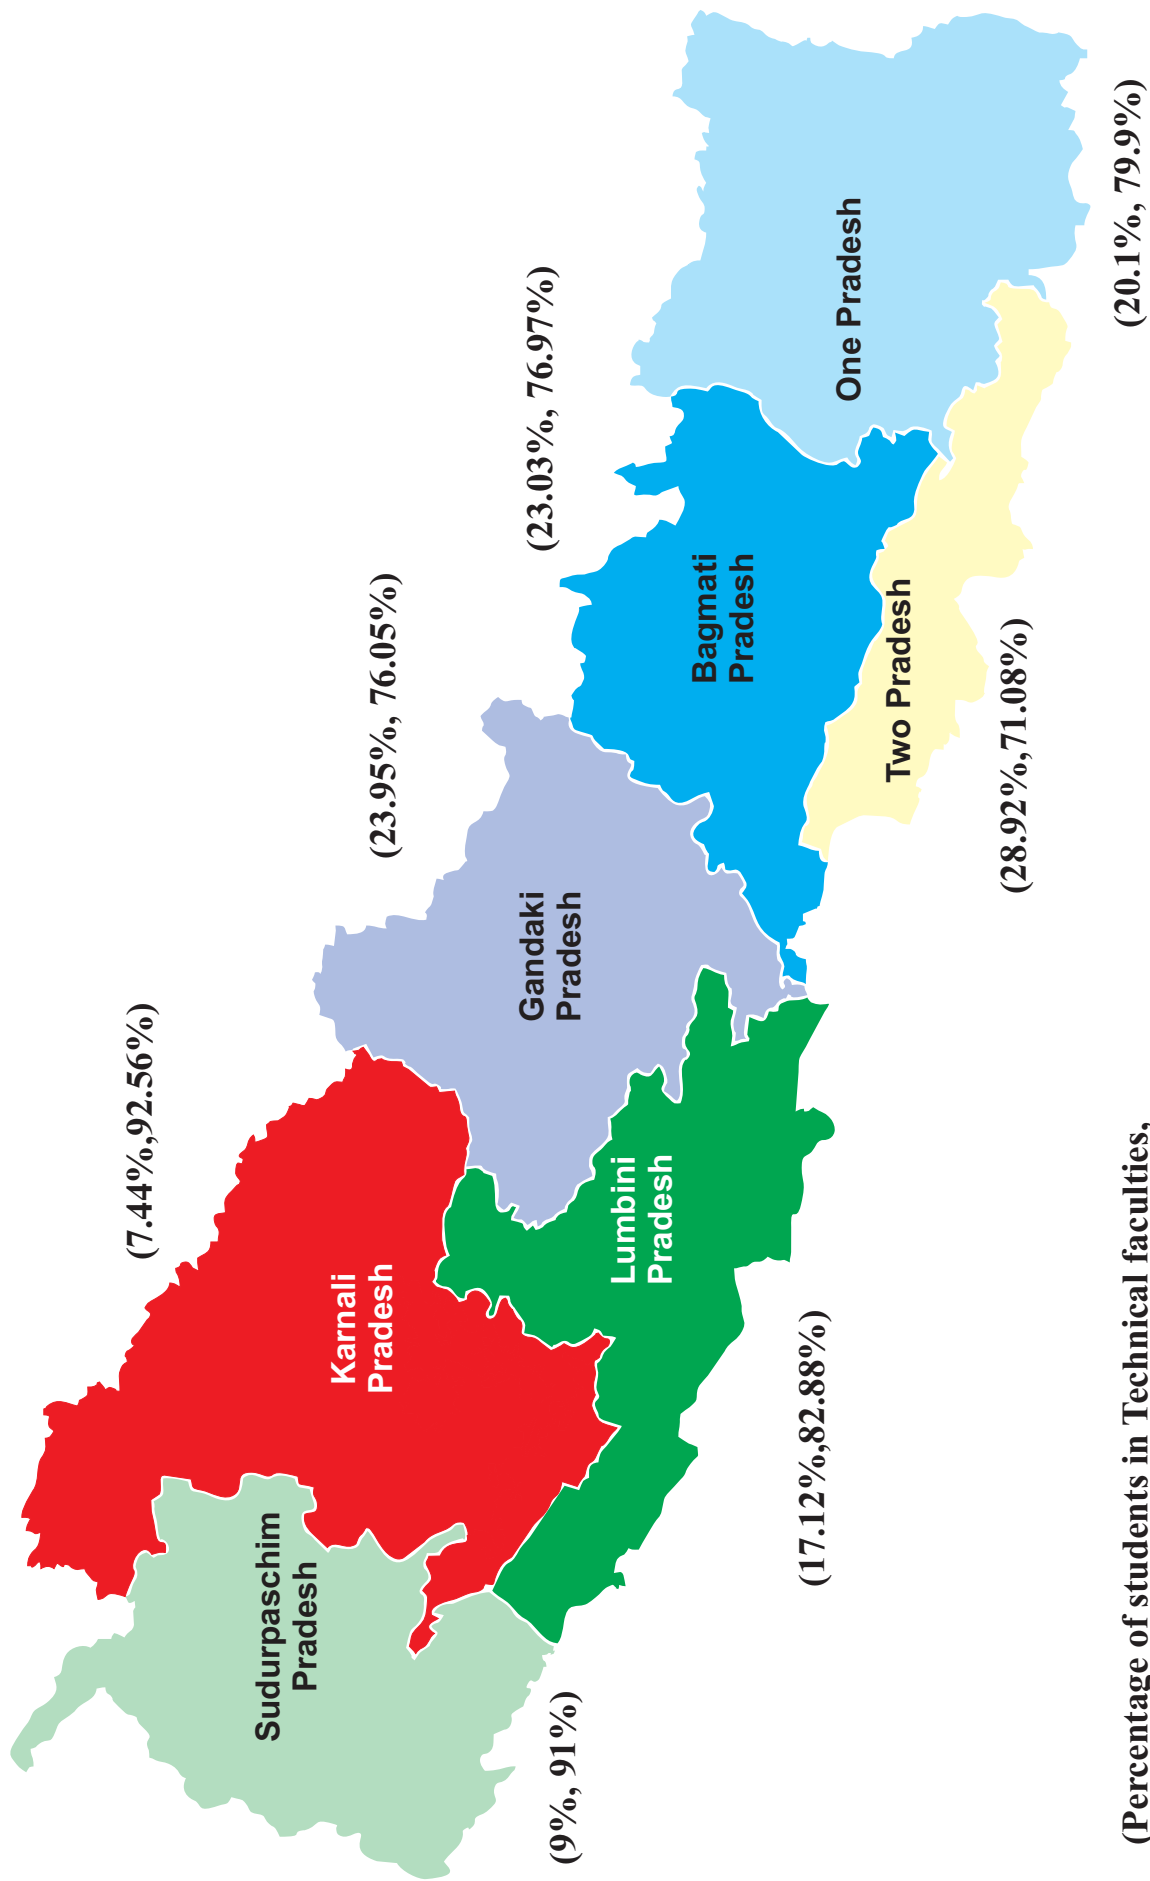 (7.44%,92.56%)
Sudurpaschim
Pradesh
Karnali
Pradesh
(23.95%, 76.05%)
(23.03%, 76.97%)
Gandaki
Pradesh
(9%, 91%)
Lumbini
Pradesh
Bagmati
Pradesh
One Pradesh
(17.12%,82.88%)
Two Pradesh
(28.92%,71.08%)
(20.1%, 79.9%)
(Percentage of students in Technical faculties,